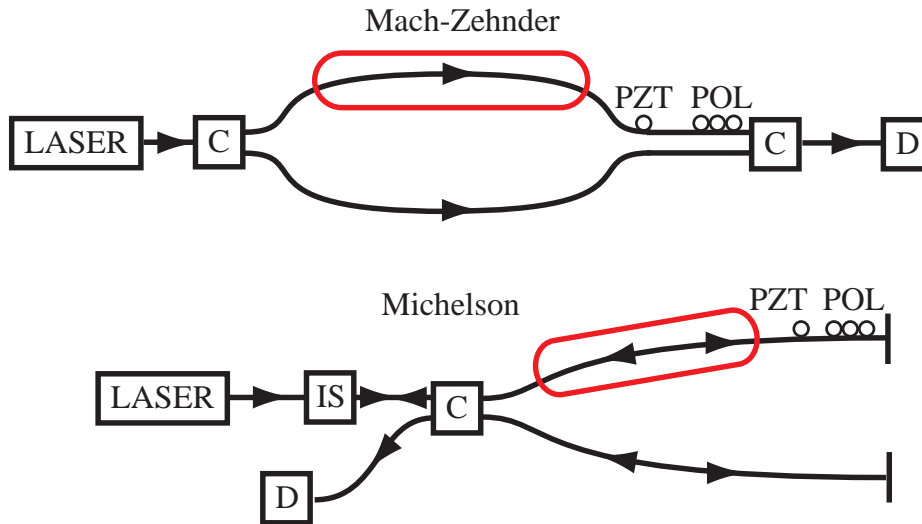 Mach-Zehnder
PZT POL
LASER C C D
Michelson
PZT POL
LASER IS C
D